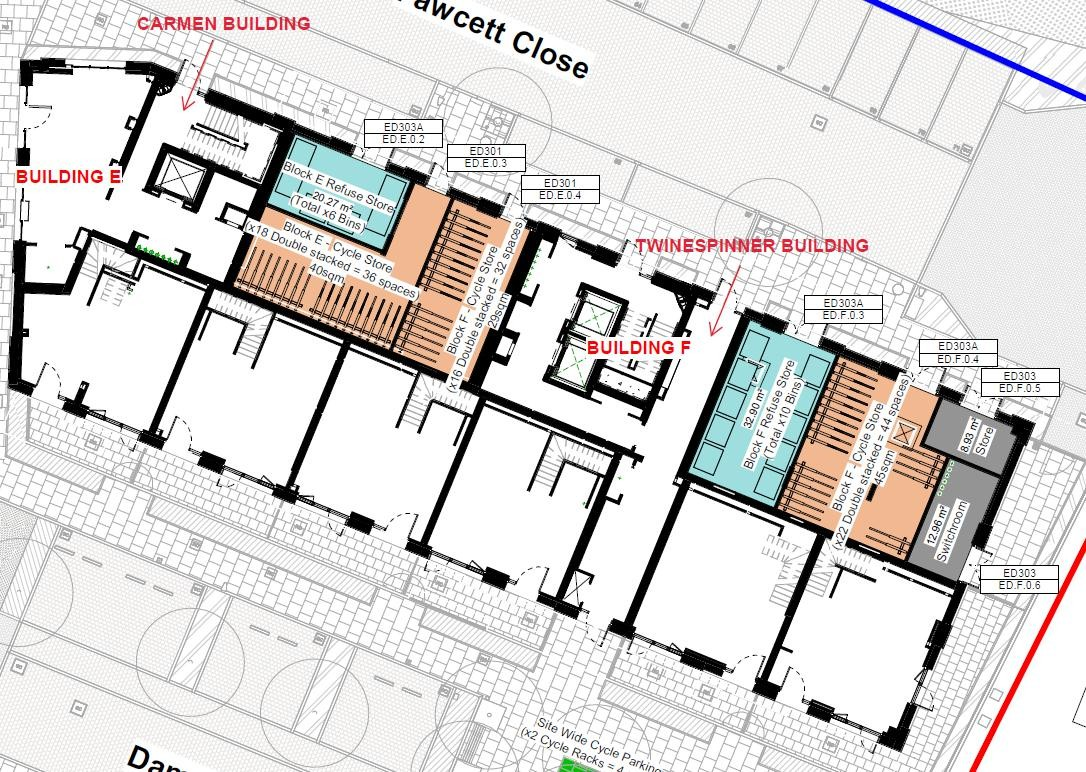 Fawcett Close
CARMEN BUILDING
ED303A
ED.E.0.2
ED301
ED.E.0.3
ED301
ED.E.0.4
BUILDING E
Block E Refuse Store
20.27 m²
(Total x6 Bins)
Block E - Cycle Store
(x18 Double stacked = 36 spaces)
40sqm
Block F - Cycle Store
(x16 Double stacked = 32 spaces)
29sqm
TWINESPINNER BUILDING
BUILDING F
ED303A
ED.F.0.3
ED303A
ED.F.0.4
ED303
ED.F.0.5
32.90 m²
Block F Refuse Store
(Total x10 Bins)
Block F - Cycle Store
(x22 Double stacked = 44 spaces)
45sqm
8.93 m²
Store
12.96 m²
Switchroom
ED303
ED.F.0.6
Site Wide Cycle Parking
(x2 Cycle Racks = 4
Dam